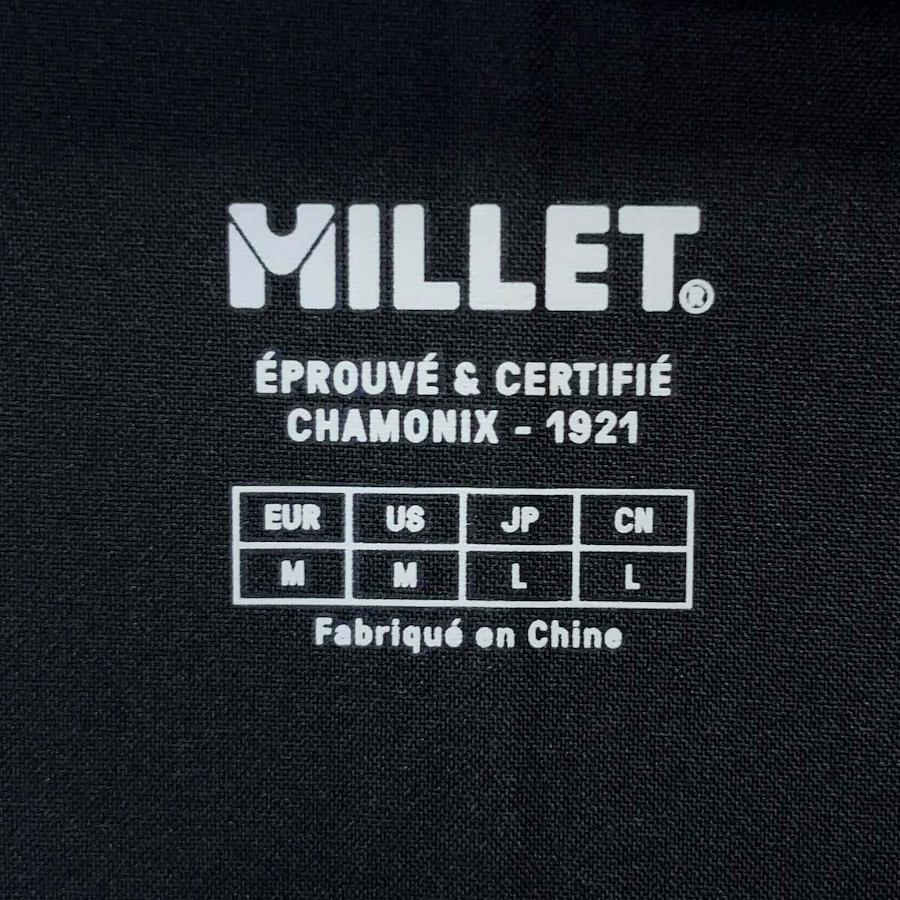 MILLET®
ÉPROUVÉ & CERTIFIÉ
CHAMONIX - 1921
EUR US JP CN
M M L L
Fabriqué en Chine